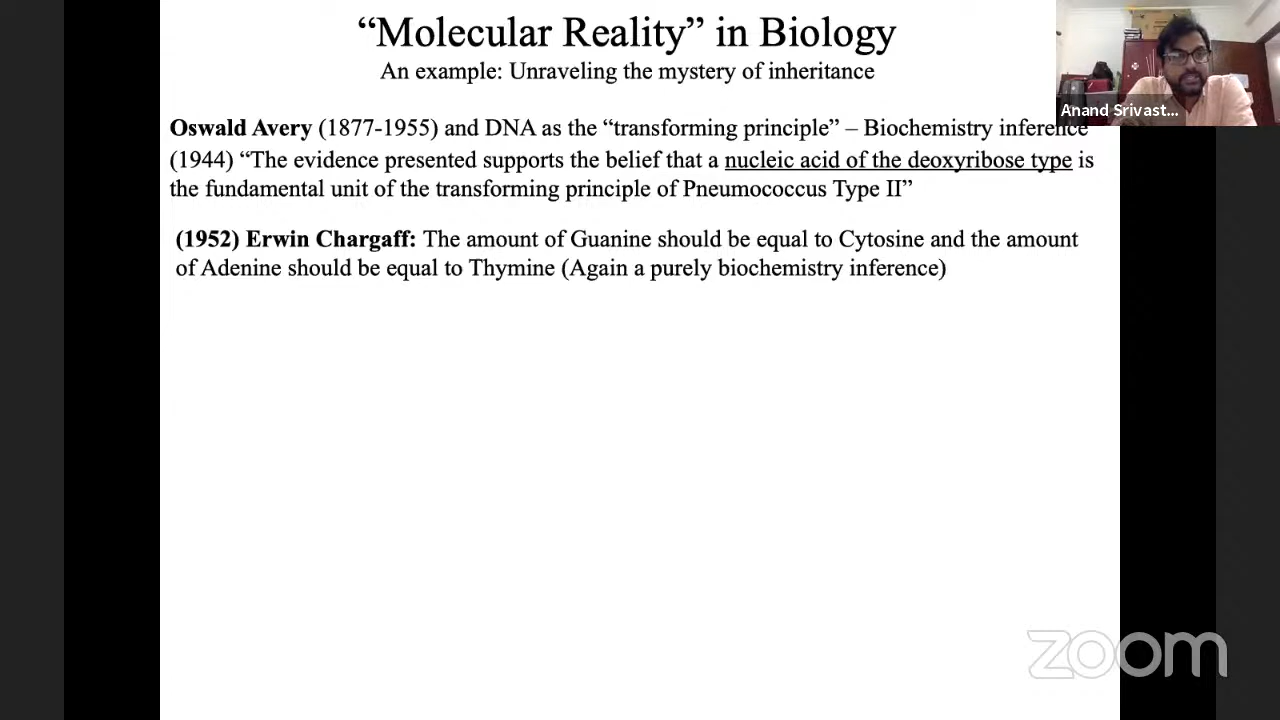 “Molecular Reality” in Biology
An example: Unraveling the mystery of inheritance
Anand Srivast...
Oswald Avery (1877-1955) and DNA as the “transforming principle” – Biochemistry inference
(1944) “The evidence presented supports the belief that a nucleic acid of the deoxyribose type is
the fundamental unit of the transforming principle of Pneumococcus Type II”
(1952) Erwin Chargaff: The amount of Guanine should be equal to Cytosine and the amount
of Adenine should be equal to Thymine (Again a purely biochemistry inference)
zoom